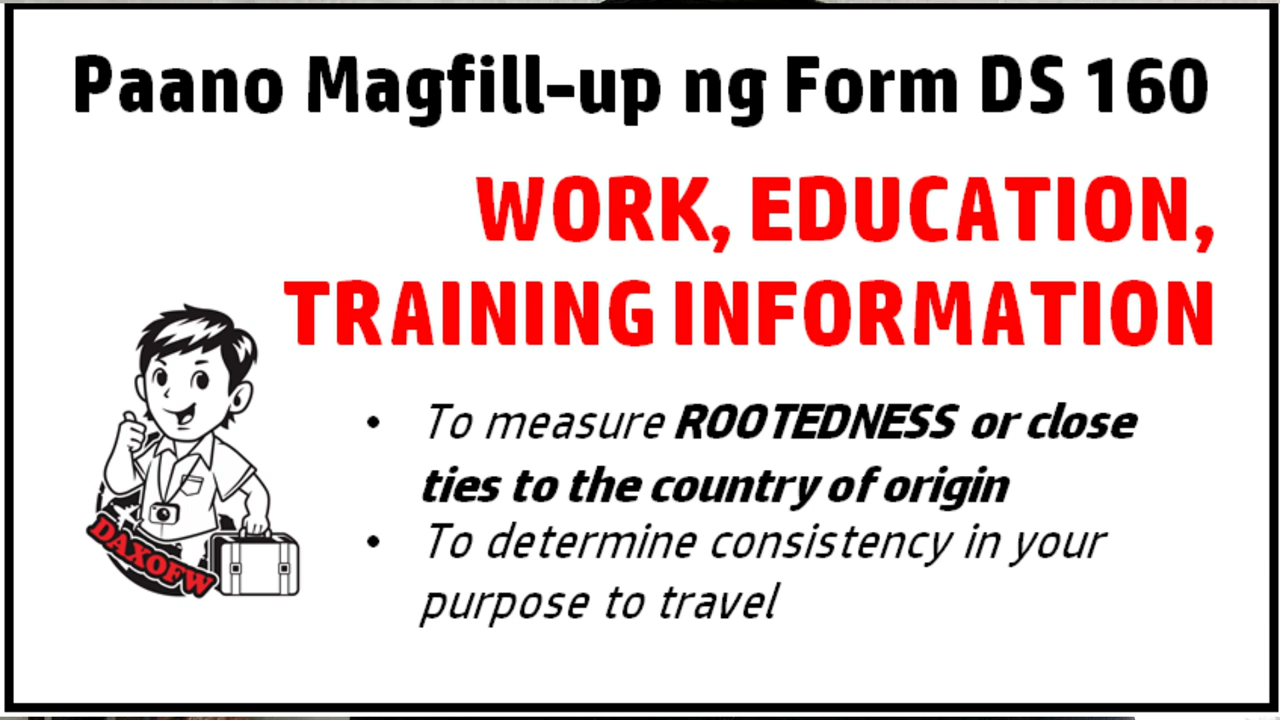 Paano Magfill-up ng Form DS 160
WORK, EDUCATION,
TRAINING INFORMATION
• To measure ROOTEDNESS or close
ties to the country of origin
• To determine consistency in your
purpose to travel
DAXOFW